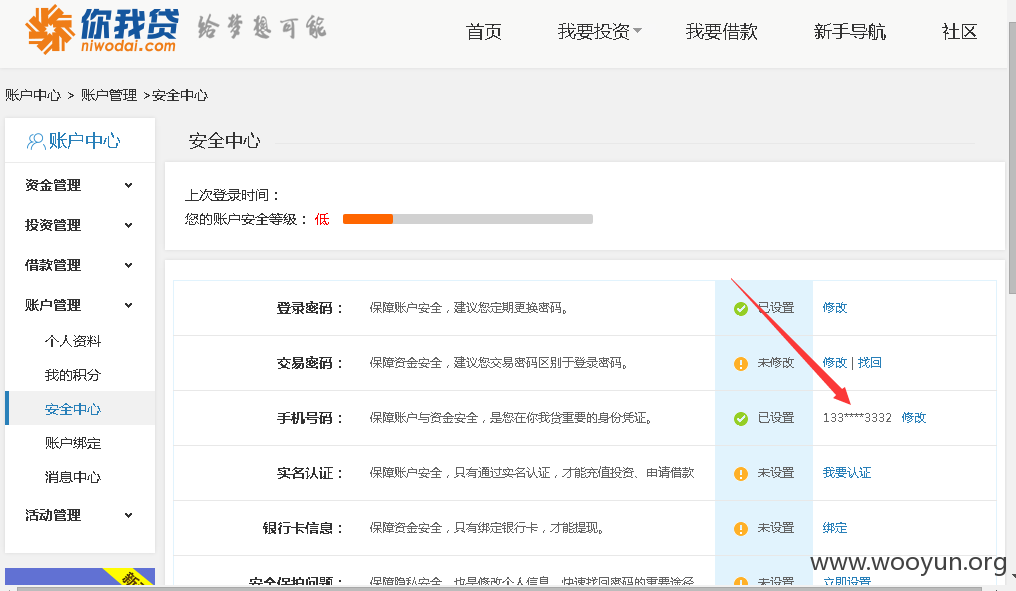 你我贷 给梦想可能
niwodai.com
首页 我要投资 我要借款 新手导航 社区
账户中心 > 账户管理 >安全中心
账户中心
资金管理
投资管理
借款管理
账户管理
个人资料
我的积分
安全中心
账户绑定
消息中心
活动管理
安全中心
上次登录时间：
您的账户安全等级： 低
登录密码： 保障账户安全，建议您定期更换密码。 已设置 修改
交易密码： 保障资金安全，建议您交易密码区别于登录密码。 未修改 修改 | 找回
手机号码： 保障账户与资金安全，是您在你我贷重要的身份凭证。 已设置 133****3332 修改
实名认证： 保障账户安全，只有通过实名认证，才能充值投资、申请借款 未设置 我要认证
银行卡信息： 保障资金安全，只有绑定银行卡，才能提现。 未设置 绑定
安全保护问题： 保障隐私安全，也是修改个人信息、快速找回密码的重要途径 未设置 立即设置
www.wooyun.org